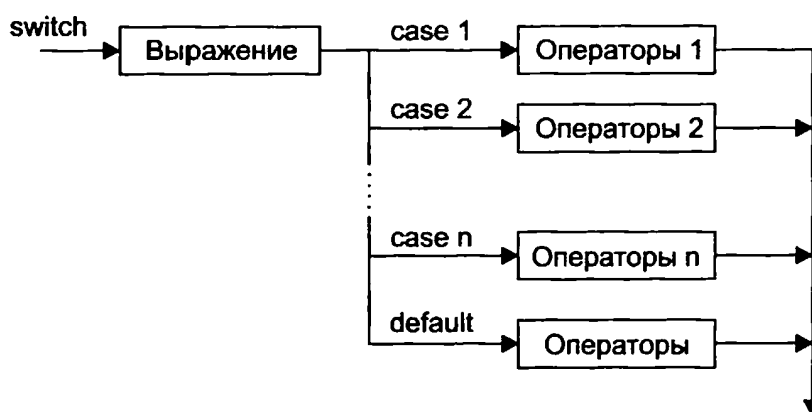 switch
Выражение
case 1
Операторы 1
case 2
Операторы 2
case n
Операторы n
default
Операторы